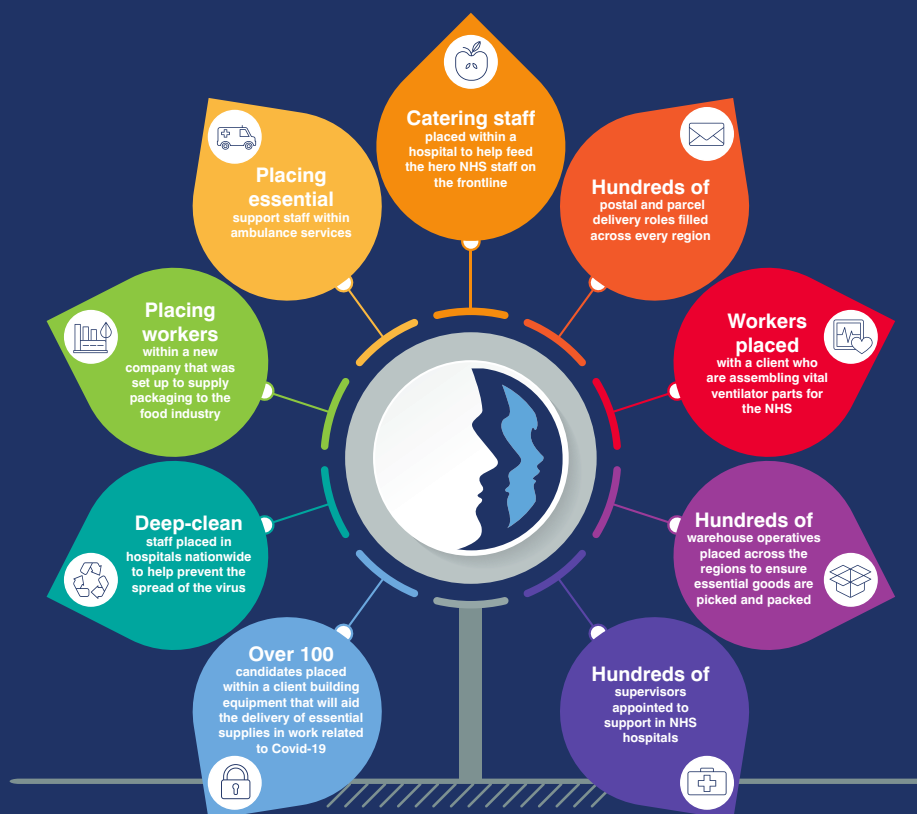 Catering staff
placed within a
hospital to help feed
the hero NHS staff on
the frontline
Hundreds of
postal and parcel
delivery roles filled
across every region
Workers
placed
with a client who
are assembling vital
ventilator parts for
the NHS
Hundreds of
warehouse operatives
placed across the
regions to ensure
essential goods are
picked and packed
Hundreds of
supervisors
appointed to
support in NHS
hospitals
Over 100
candidates placed
within a client building
equipment that will aid
the delivery of essential
supplies in work related
to Covid-19
Deep-clean
staff placed in
hospitals nationwide
to help prevent the
spread of the virus
Placing
workers
within a new
company that was
set up to supply
packaging to the
food industry
Placing
essential
support staff within
ambulance services